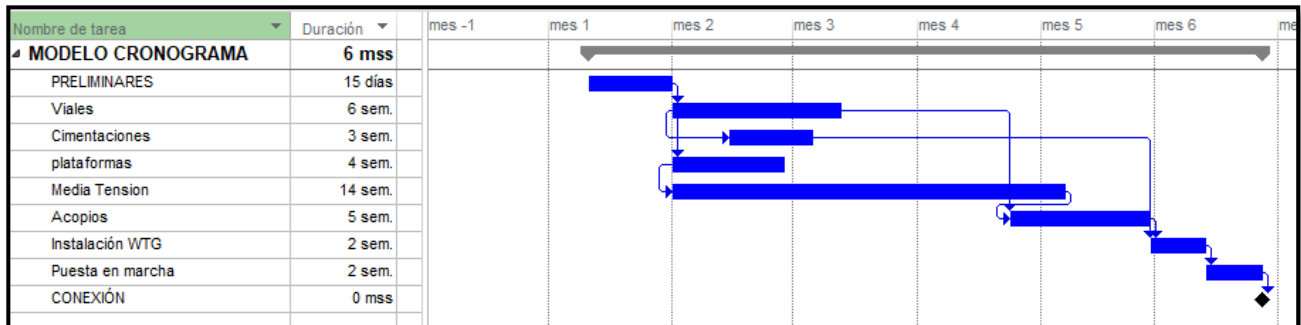 Nombre de tarea Duración mes -1 mes 1 mes 2 mes 3 mes 4 mes 5 mes 6 me
MODELO CRONOGRAMA 6 mss
PRELIMINARES 15 días
Viales 6 sem.
Cimentaciones 3 sem.
plataformas 4 sem.
Media Tension 14 sem.
Acopios 5 sem.
Instalación WTG 2 sem.
Puesta en marcha 2 sem.
CONEXIÓN 0 mss